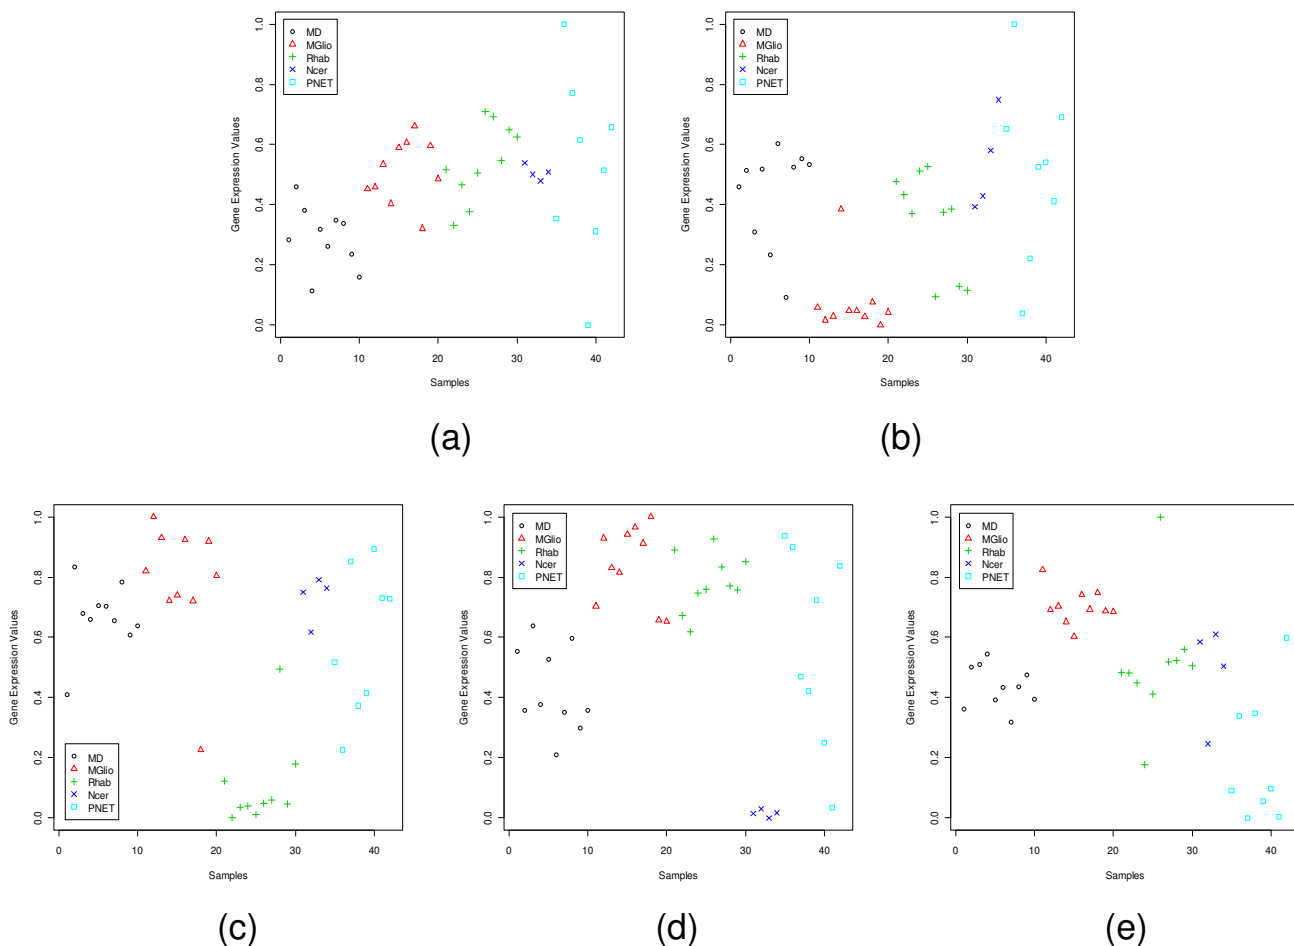 MD
MGlio
Rhab
Ncer
PNET
Gene Expression Values
0.0 0.2 0.4 0.6 0.8 1.0
0 10 20 30 40
Samples
(a)
MD
MGlio
Rhab
Ncer
PNET
Gene Expression Values
0.0 0.2 0.4 0.6 0.8 1.0
0 10 20 30 40
Samples
(b)
MD
MGlio
Rhab
Ncer
PNET
Gene Expression Values
0.0 0.2 0.4 0.6 0.8 1.0
0 10 20 30 40
Samples
(c)
MD
MGlio
Rhab
Ncer
PNET
Gene Expression Values
0.0 0.2 0.4 0.6 0.8 1.0
0 10 20 30 40
Samples
(d)
MD
MGlio
Rhab
Ncer
PNET
Gene Expression Values
0.0 0.2 0.4 0.6 0.8 1.0
0 10 20 30 40
Samples
(e)